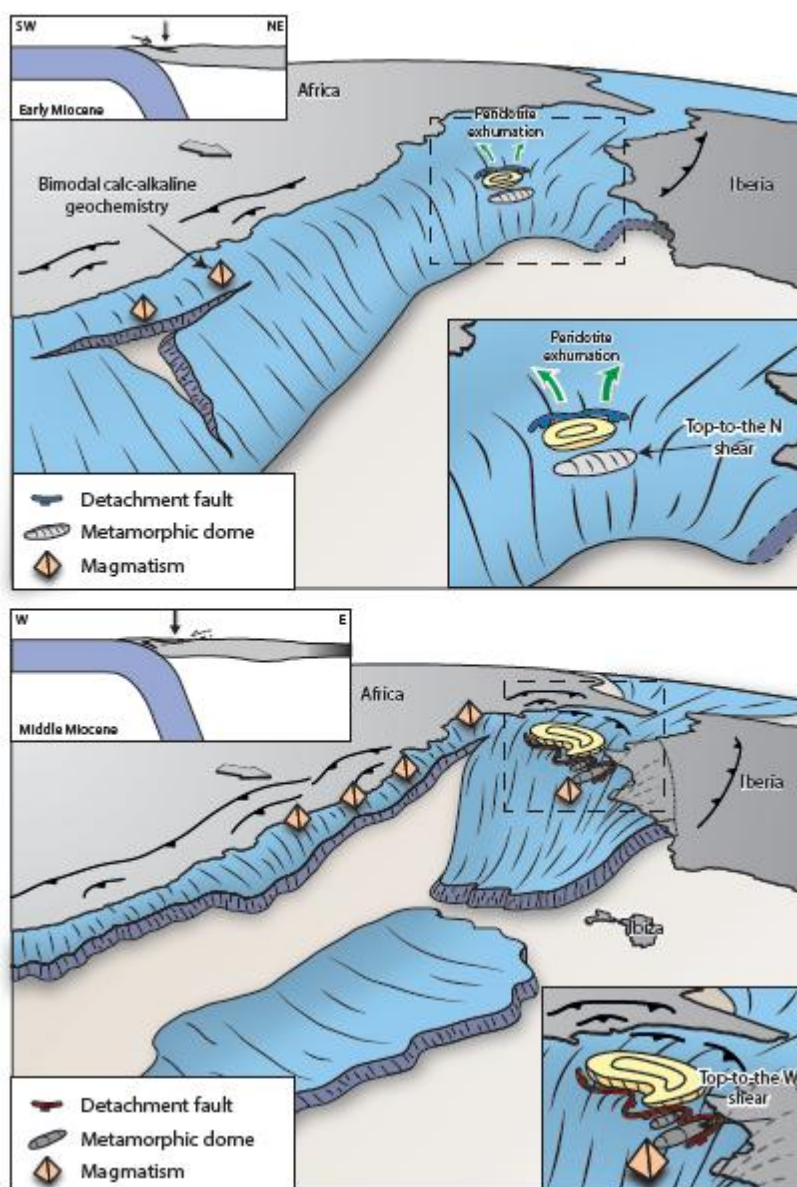 SW NE
Early Miocene
Africa
Peridotite
exhumation
Iberia
Bimodal calc-alkaline
geochemistry
Peridotite
exhumation
Top-to-the N
shear
Detachment fault
Metamorphic dome
Magmatism
W E
Middle Miocene
Africa
Iberia
Ibiza
Top-to-the W
shear
Detachment fault
Metamorphic dome
Magmatism